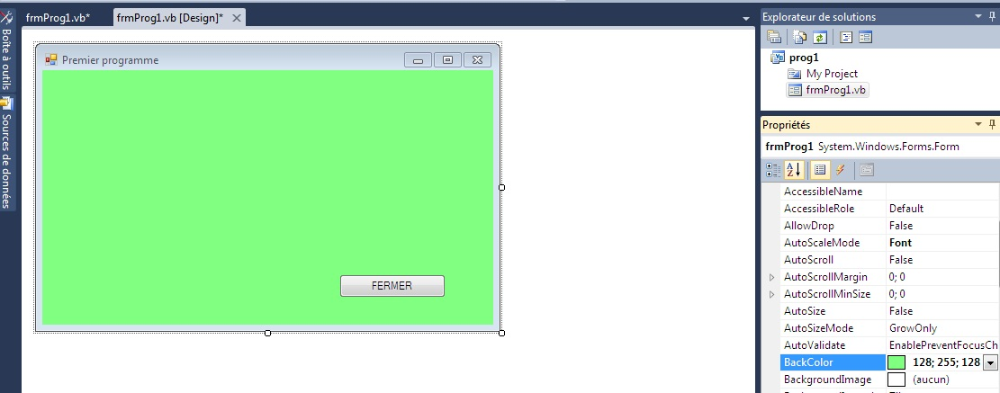 frmProg1.vb*
frmProg1.vb [Design]*
Boîte à outils
Sources de données
Premier programme
FERMER
Explorateur de solutions
prog1
My Project
frmProg1.vb
Propriétés
frmProg1 System.Windows.Forms.Form
AccessibleName
AccessibleRole Default
AllowDrop False
AutoScaleMode Font
AutoScroll False
AutoScrollMargin 0; 0
AutoScrollMinSize 0; 0
AutoSize False
AutoSizeMode GrowOnly
AutoValidate EnablePreventFocusCh
BackColor 128; 255; 128
BackgroundImage (aucun)